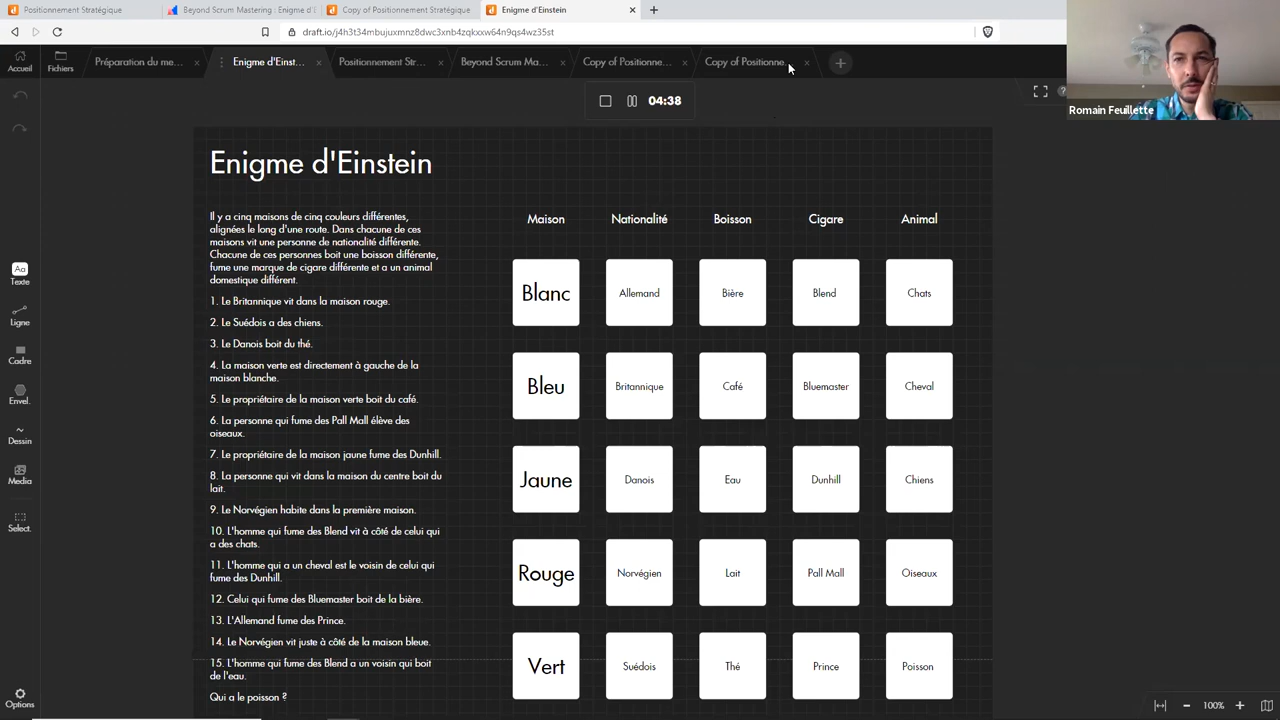 Positionnement Stratégique
Beyond Scrum Mastering : Enigme d'E
Copy of Positionnement Stratégique
Enigme d'Einstein
draft.io/j4h3t34mbujuxmnz8dwc3xnb4zqkxxw64n9qs4wz35st
Accueil
Fichiers
Préparation du me...
Enigme d'Einst...
Positionnement Str...
Beyond Scrum Ma...
Copy of Positionne...
Copy of Positionne...
04:38
Romain Feuillette
Enigme d'Einstein
Il y a cinq maisons de cinq couleurs différentes,
alignées le long d'une route. Dans chacune de ces
maisons vit une personne de nationalité différente.
Chacune de ces personnes boit une boisson différente,
fume une marque de cigare différente et a un animal
domestique différent.
1. Le Britannique vit dans la maison rouge.
2. Le Suédois a des chiens.
3. Le Danois boit du thé.
4. La maison verte est directement à gauche de la
maison blanche.
5. Le propriétaire de la maison verte boit du café.
6. La personne qui fume des Pall Mall élève des
oiseaux.
7. Le propriétaire de la maison jaune fume des Dunhill.
8. La personne qui vit dans la maison du centre boit du
lait.
9. Le Norvégien habite dans la première maison.
10. L'homme qui fume des Blend vit à côté de celui qui
a des chats.
11. L'homme qui a un cheval est le voisin de celui qui
fume des Dunhill.
12. Celui qui fume des Bluemaster boit de la bière.
13. L'Allemand fume des Prince.
14. Le Norvégien vit juste à côté de la maison bleue.
15. L'homme qui fume des Blend a un voisin qui boit
de l'eau.
Qui a le poisson ?
Maison Nationalité Boisson Cigare Animal
Blanc Allemand Bière Blend Chats
Bleu Britannique Café Bluemaster Cheval
Jaune Danois Eau Dunhill Chiens
Rouge Norvégien Lait Pall Mall Oiseaux
Vert Suédois Thé Prince Poisson
Aa
Texte
Ligne
Cadre
Envel.
Dessin
Media
Select.
Options
100%